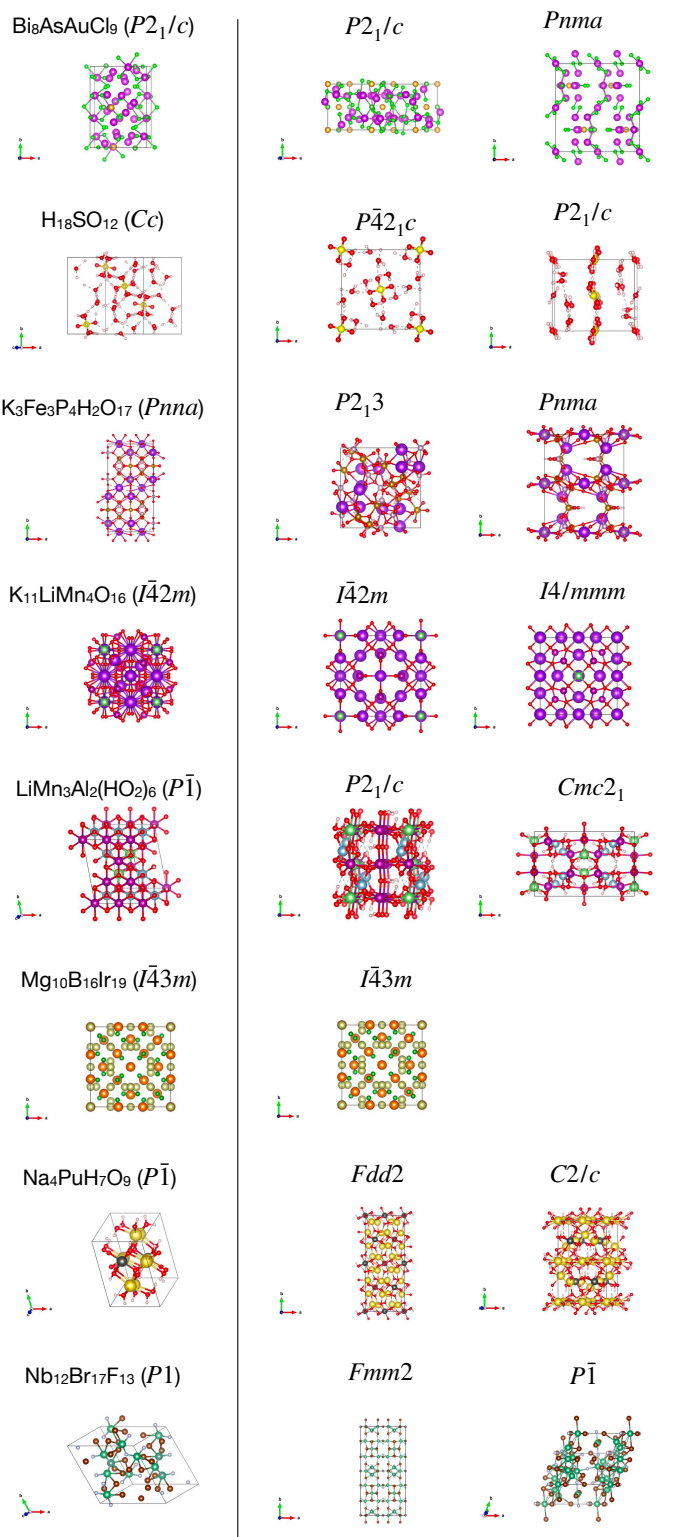 Bi₈AsAuCl₉ (P2₁/c) P2₁/c Pnma
H₁₈SO₁₂ (Cc) P4̄2₁c P2₁/c
K₃Fe₃P₄H₂O₁₇ (Pnna) P2₁3 Pnma
K₁₁LiMn₄O₁₆ (I4̄2m) I4̄2m I4/mmm
LiMn₃Al₂(HO₂)₆ (P1̄) P2₁/c Cmc2₁
Mg₁₀B₁₆Ir₁₉ (I4̄3m) I4̄3m
Na₄PuH₇O₉ (P1̄) Fdd2 C2/c
Nb₁₂Br₁₇F₁₃ (P1) Fmm2 P1̄